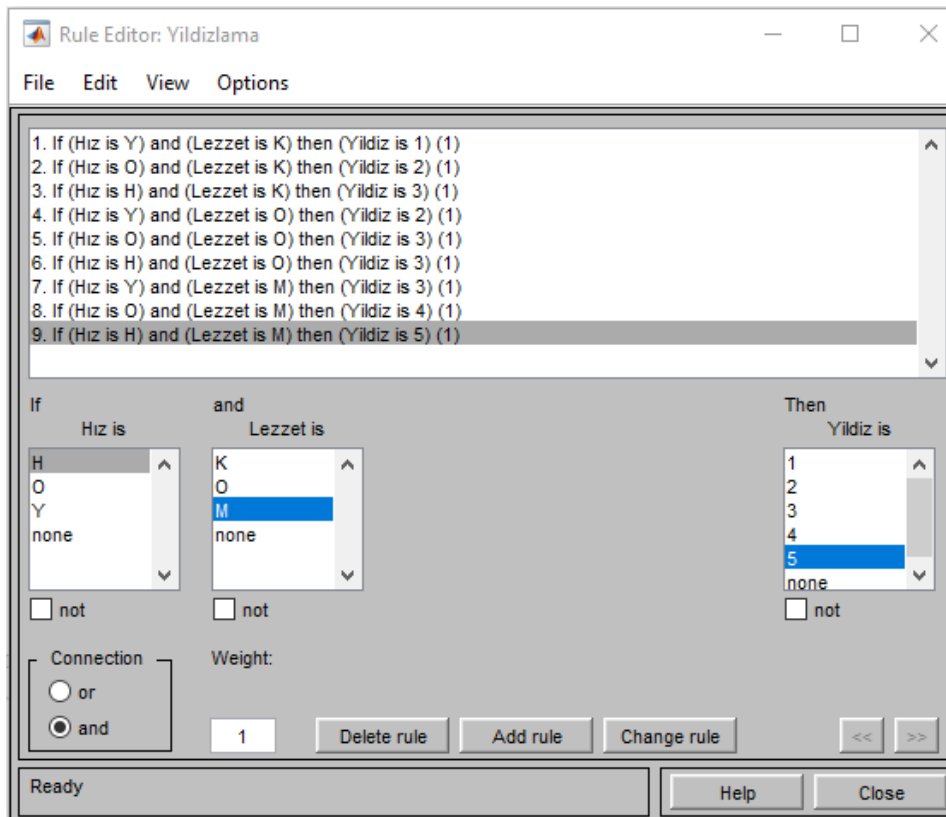 Rule Editor: Yildizlama
File Edit View Options
1. If (Hız is Y) and (Lezzet is K) then (Yildiz is 1) (1)
2. If (Hız is O) and (Lezzet is K) then (Yildiz is 2) (1)
3. If (Hız is H) and (Lezzet is K) then (Yildiz is 3) (1)
4. If (Hız is Y) and (Lezzet is O) then (Yildiz is 2) (1)
5. If (Hız is O) and (Lezzet is O) then (Yildiz is 3) (1)
6. If (Hız is H) and (Lezzet is O) then (Yildiz is 3) (1)
7. If (Hız is Y) and (Lezzet is M) then (Yildiz is 3) (1)
8. If (Hız is O) and (Lezzet is M) then (Yildiz is 4) (1)
9. If (Hız is H) and (Lezzet is M) then (Yildiz is 5) (1)
If
Hız is
H
O
Y
none
not
and
Lezzet is
K
O
M
none
not
Then
Yildiz is
1
2
3
4
5
none
not
Connection
or
and
Weight:
1
Delete rule Add rule Change rule << >>
Ready
Help Close